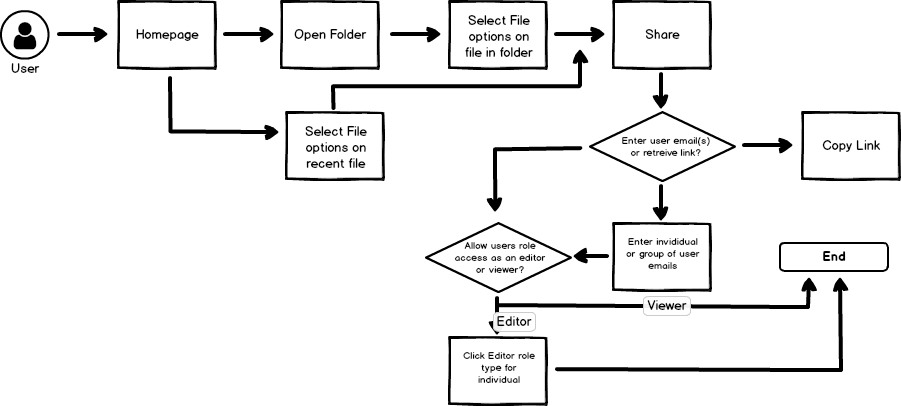 User
Homepage
Open Folder
Select File
options on
file in folder
Share
Select File
options on
recent file
Enter user email(s)
or retreive link?
Copy Link
Allow users role
access as an editor
or viewer?
Enter invididual
or group of user
emails
End
Viewer
Editor
Click Editor role
type for
individual